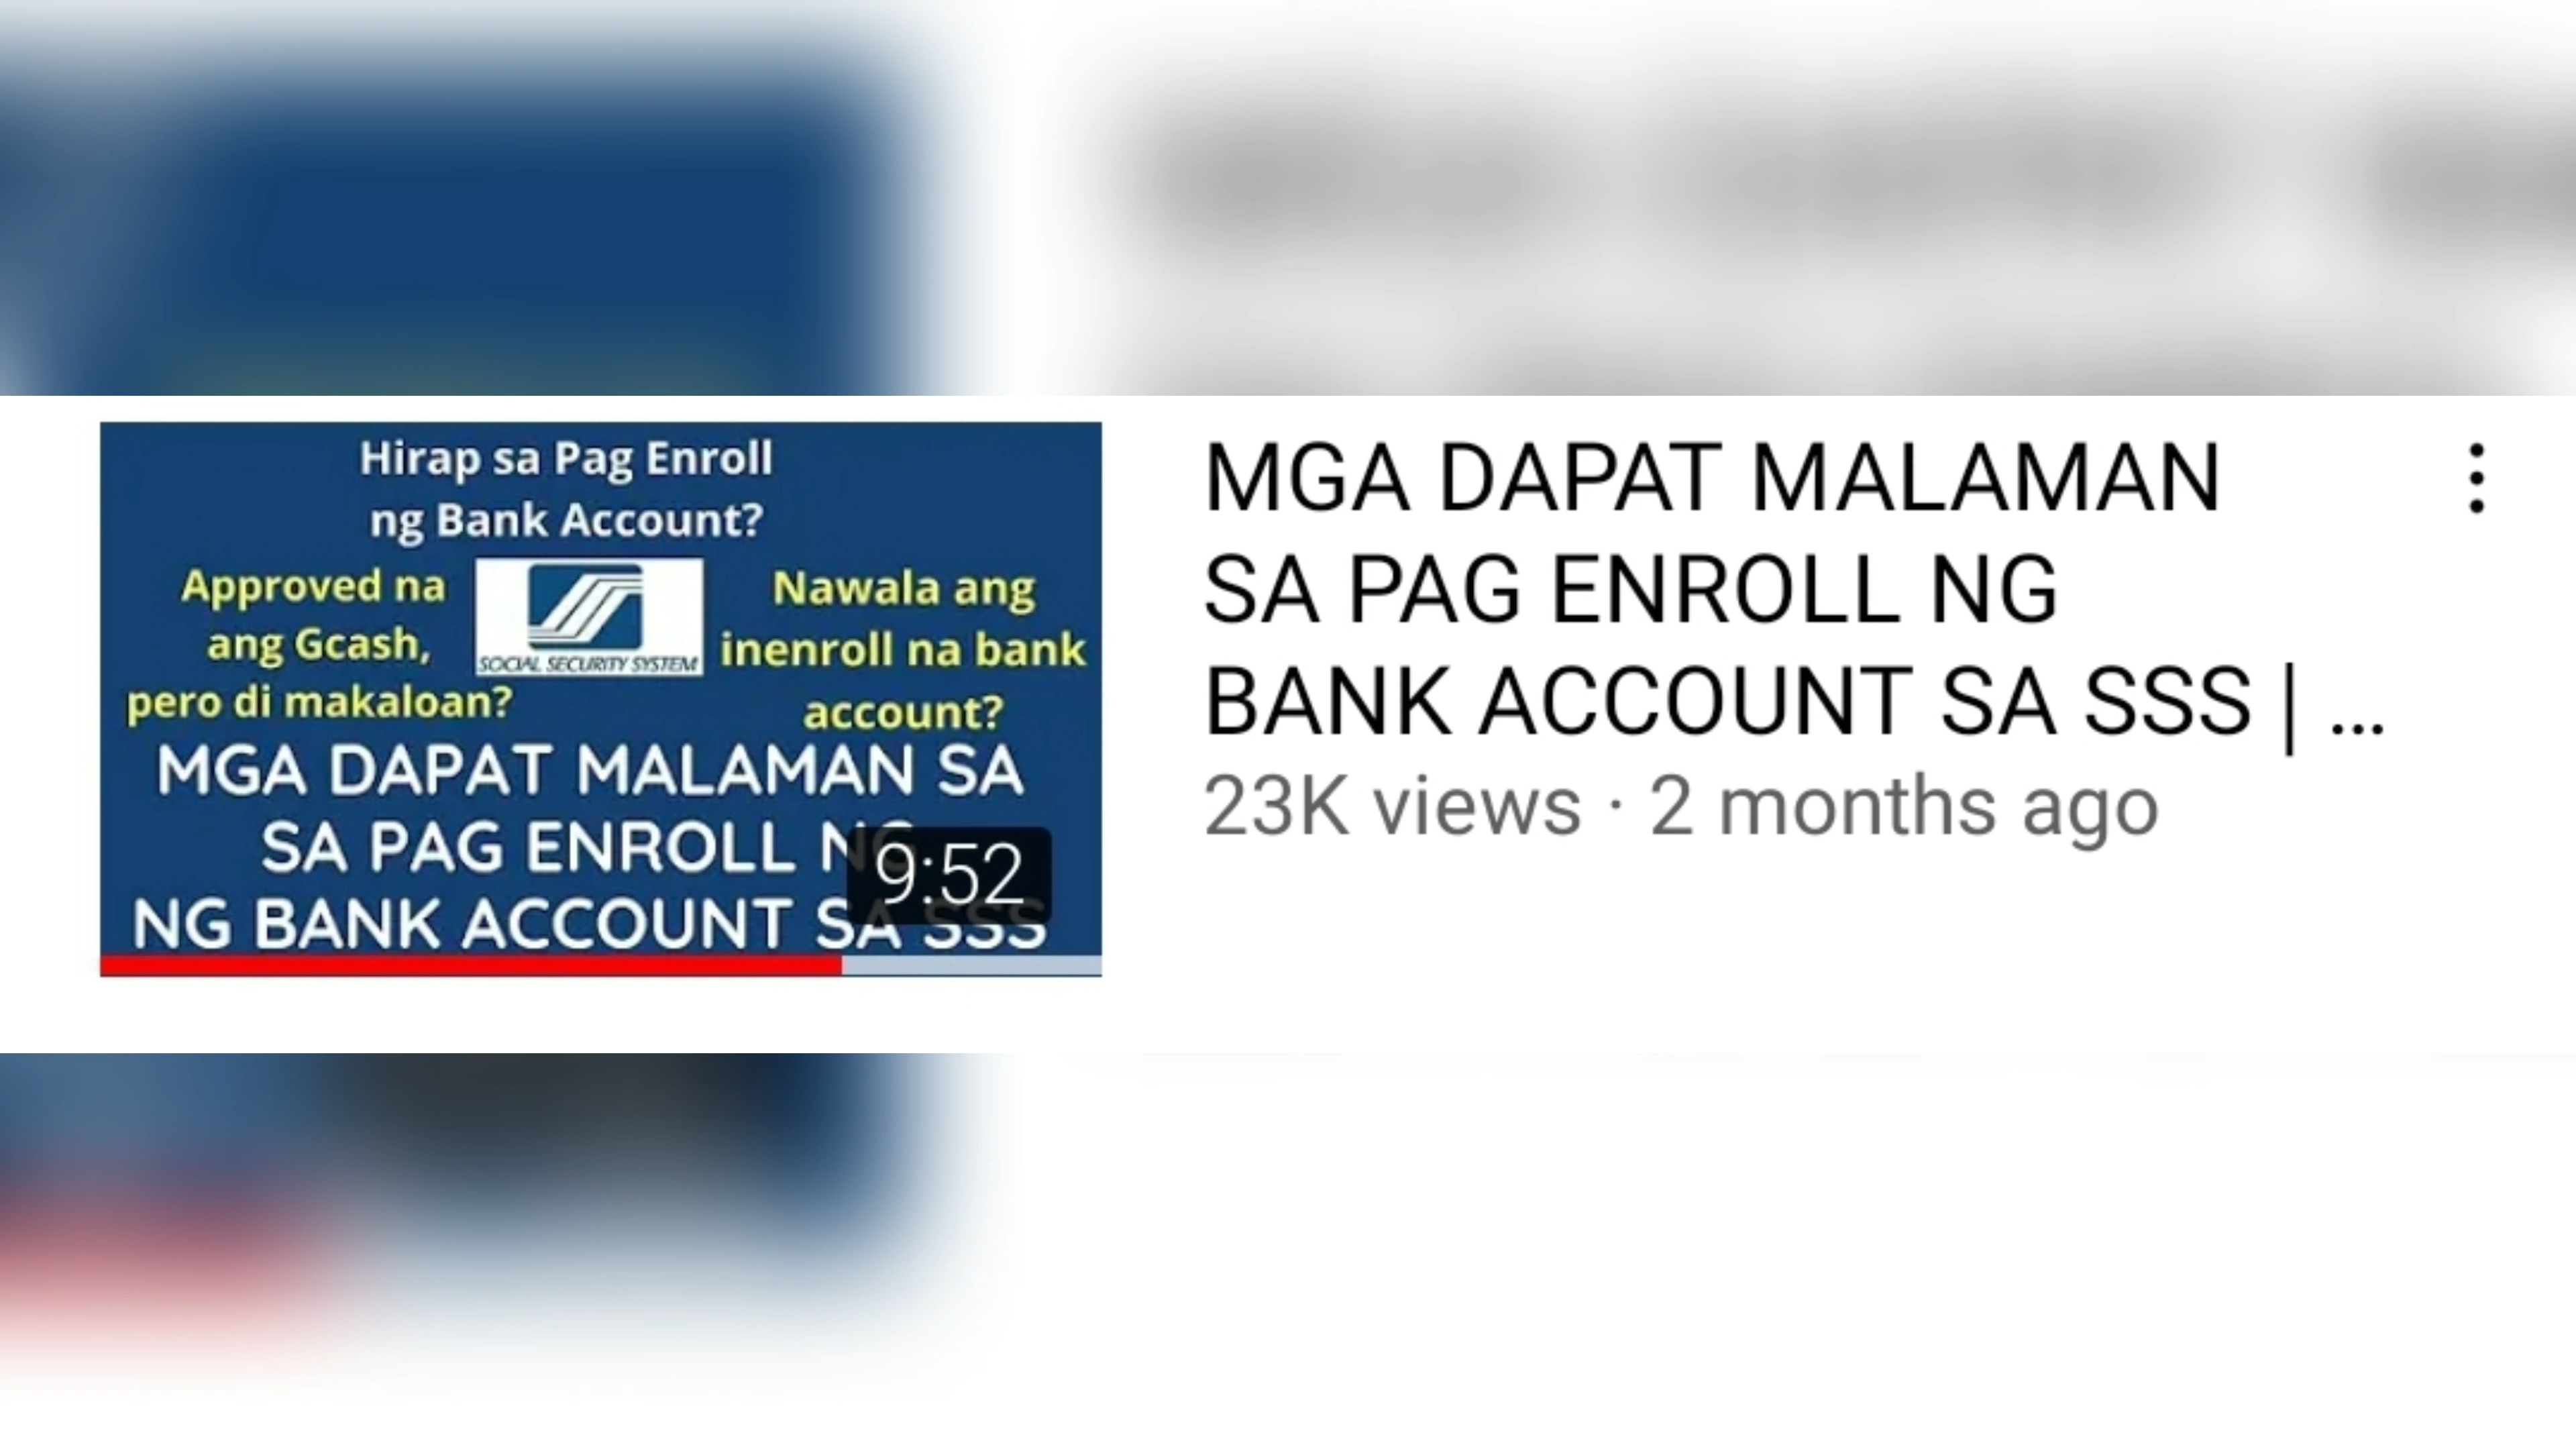 Hirap sa Pag Enroll
ng Bank Account?
Approved na
ang Gcash,
pero di makaloan?
SOCIAL SECURITY SYSTEM
Nawala ang
inenroll na bank
account?
MGA DAPAT MALAMAN SA
SA PAG ENROLL NG
NG BANK ACCOUNT SA SSS
9:52
MGA DAPAT MALAMAN
SA PAG ENROLL NG
BANK ACCOUNT SA SSS | ...
23K views · 2 months ago